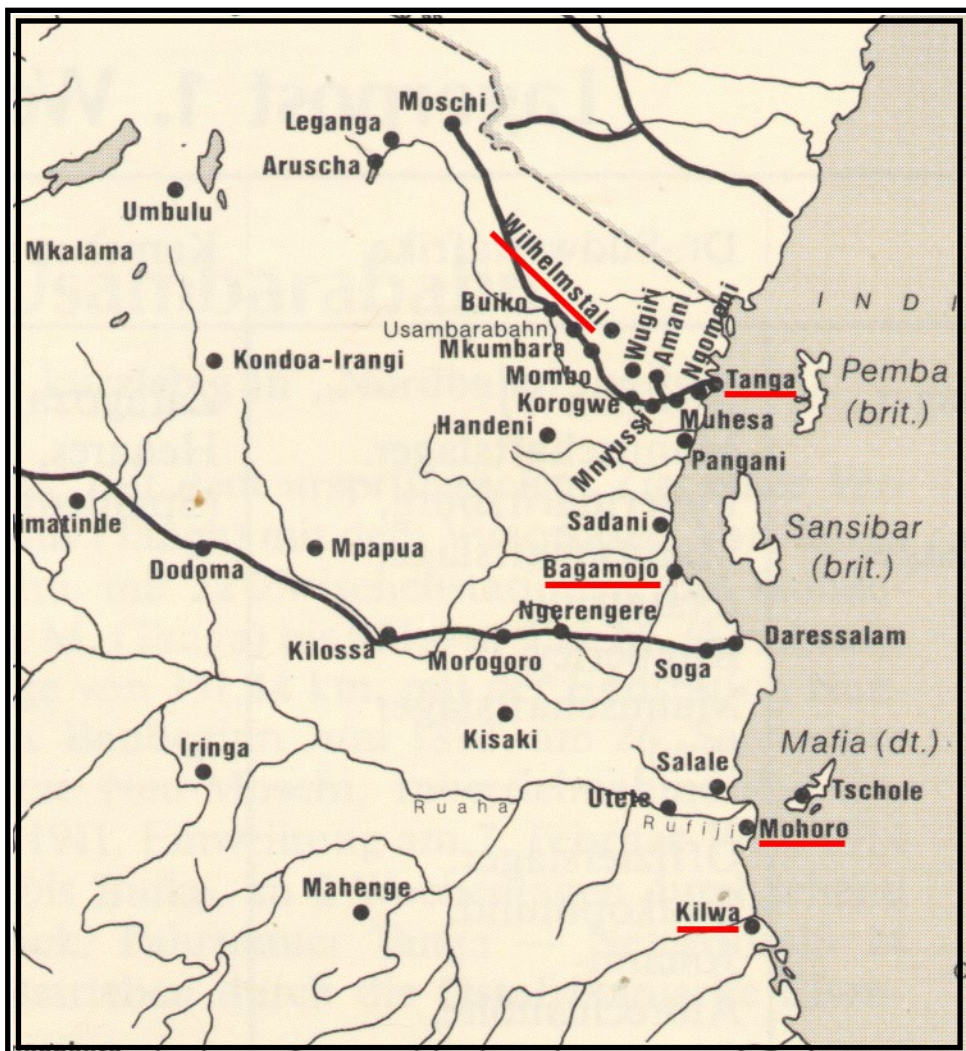 Moschi
Leganga
Aruscha
Umbulu
Mkalama
Wilhelmstal
I N D I
Buiko
Usambarabahn
Mkumbara
Wugiri
Amani
Ngomeni
Kondoa-Irangi
Mombo
Tanga
Pemba
(brit.)
Korogwe
Muhesa
Handeni
Mnyussi
Pangani
imatinde
Sadani
Sansibar
(brit.)
Mpapua
Dodoma
Bagamojo
Ngerengere
Kilossa
Morogoro
Soga
Daressalam
Kisaki
Iringa
Salale
Mafia (dt.)
Tschole
Ruaha
Utete
Rufiji
Mohoro
Mahenge
Kilwa